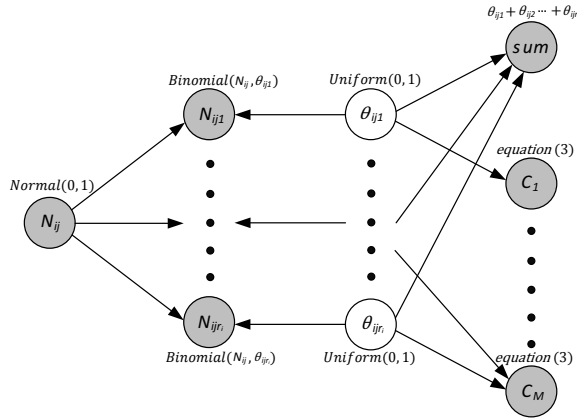 θij1 + θij2 ⋯ + θijr
sum
Binomial(Nij, θij1)
Uniform(0, 1)
Nij1
θij1
equation (3)
C1
Normal(0, 1)
Nij
Nijri
θijri
Binomial(Nij, θijri)
Uniform(0, 1)
equation (3)
CM